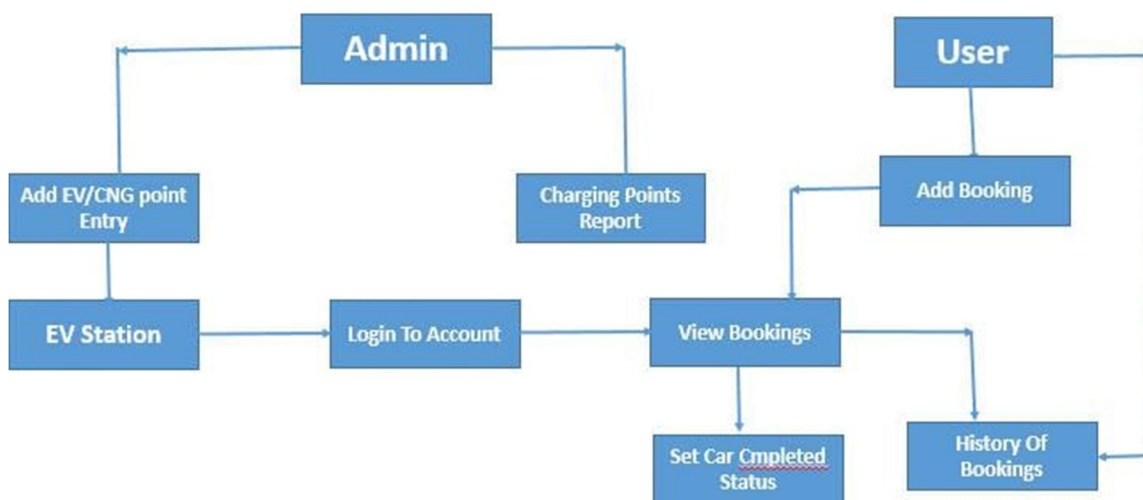 Admin
User
Add EV/CNG point
Entry
Charging Points
Report
Add Booking
EV Station
Login To Account
View Bookings
Set Car Cmpleted
Status
History Of
Bookings